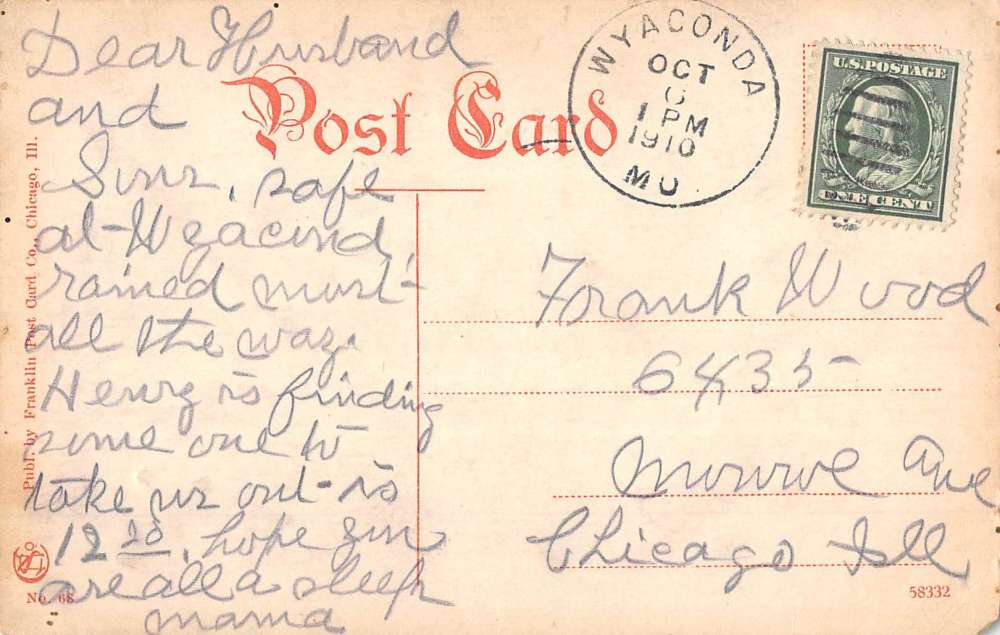 Dear Husband
and
Sons, safe
at Wyacond
rained most
all the way.
Henry is finding
some one to
take us out is
12 20, hope you
are all a sleep
mama
Post Card
WYACONDA
OCT
6
1 PM
1910
MO
U.S. POSTAGE
ONE CENT
Frank Wood
6435
Monroe Ave
Chicago Ill
Publ. by Franklin Post Card Co., Chicago, Ill.
No. 68
58332